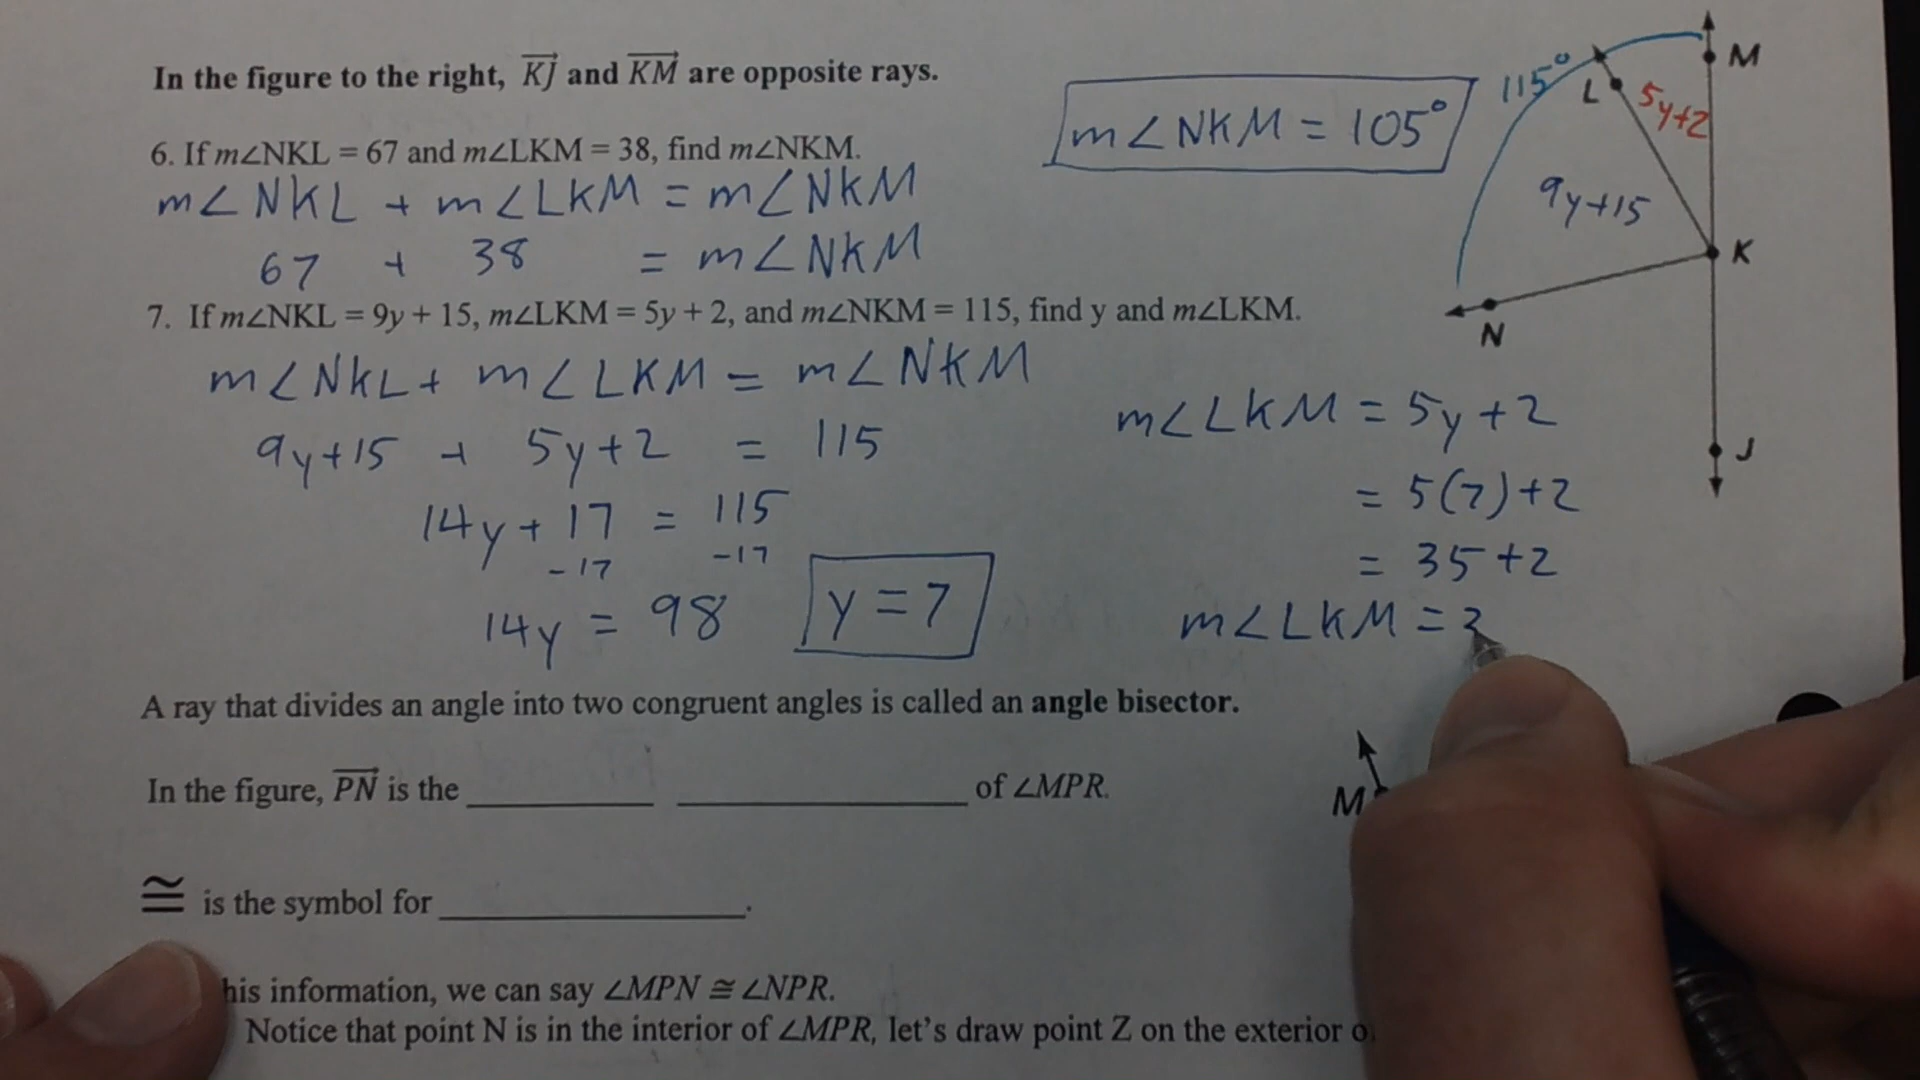 In the figure to the right, KJ and KM are opposite rays.
m∠NKM = 105°
115°
L
5y+2
M
9y+15
K
N
J
6. If m∠NKL = 67 and m∠LKM = 38, find m∠NKM.
m∠NKL + m∠LKM = m∠NKM
67 + 38 = m∠NKM
7. If m∠NKL = 9y + 15, m∠LKM = 5y + 2, and m∠NKM = 115, find y and m∠LKM.
m∠NKL + m∠LKM = m∠NKM
9y+15 + 5y+2 = 115
14y + 17 = 115
-17 -17
14y = 98
y = 7
m∠LKM = 5y+2
= 5(7)+2
= 35+2
m∠LKM = 3
A ray that divides an angle into two congruent angles is called an angle bisector.
In the figure, PN is the ____________ ____________ of ∠MPR.
M
≅ is the symbol for ____________.
his information, we can say ∠MPN ≅ ∠NPR.
Notice that point N is in the interior of ∠MPR, let's draw point Z on the exterior